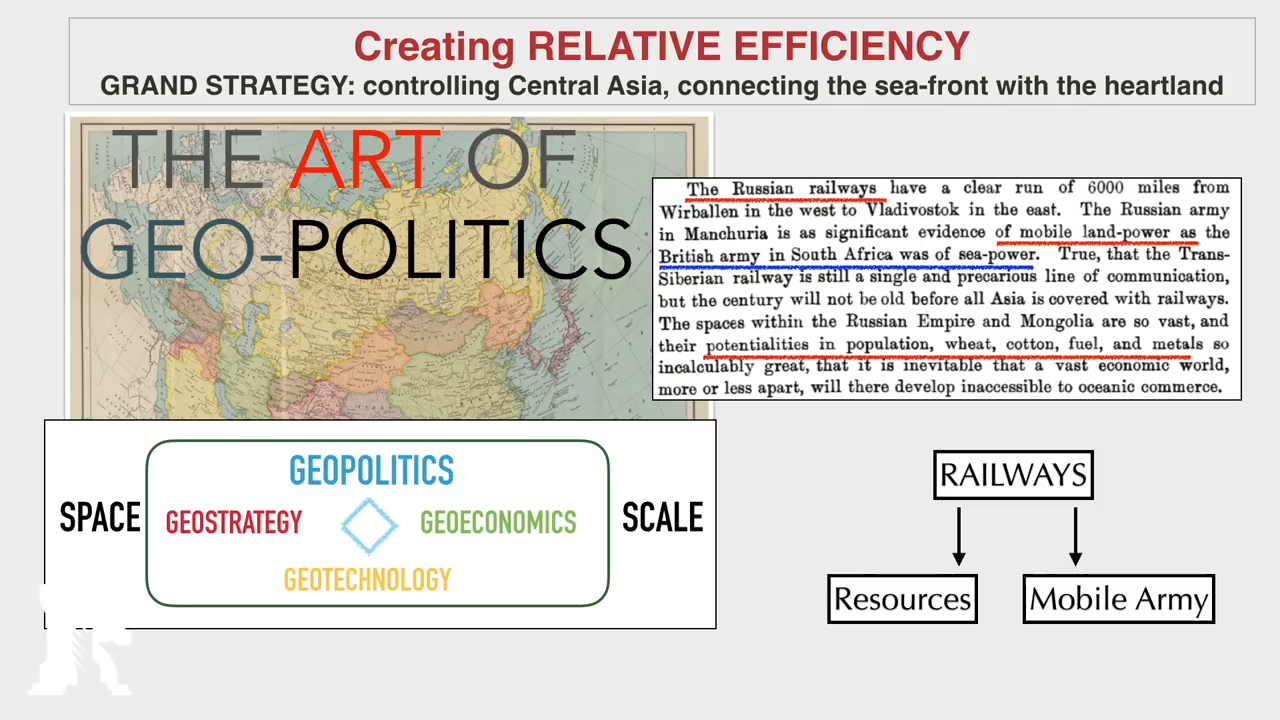 Creating RELATIVE EFFICIENCY
GRAND STRATEGY: controlling Central Asia, connecting the sea-front with the heartland
THE ART OF
GEO-POLITICS
The Russian railways have a clear run of 6000 miles from
Wirballen in the west to Vladivostok in the east. The Russian army
in Manchuria is as significant evidence of mobile land-power as the
British army in South Africa was of sea-power. True, that the Trans-
Siberian railway is still a single and precarious line of communication,
but the century will not be old before all Asia is covered with railways.
The spaces within the Russian Empire and Mongolia are so vast, and
their potentialities in population, wheat, cotton, fuel, and metals so
incalculably great, that it is inevitable that a vast economic world,
more or less apart, will there develop inaccessible to oceanic commerce.
GEOPOLITICS
SPACE
GEOSTRATEGY
GEOECONOMICS
SCALE
GEOTECHNOLOGY
RAILWAYS
Resources
Mobile Army